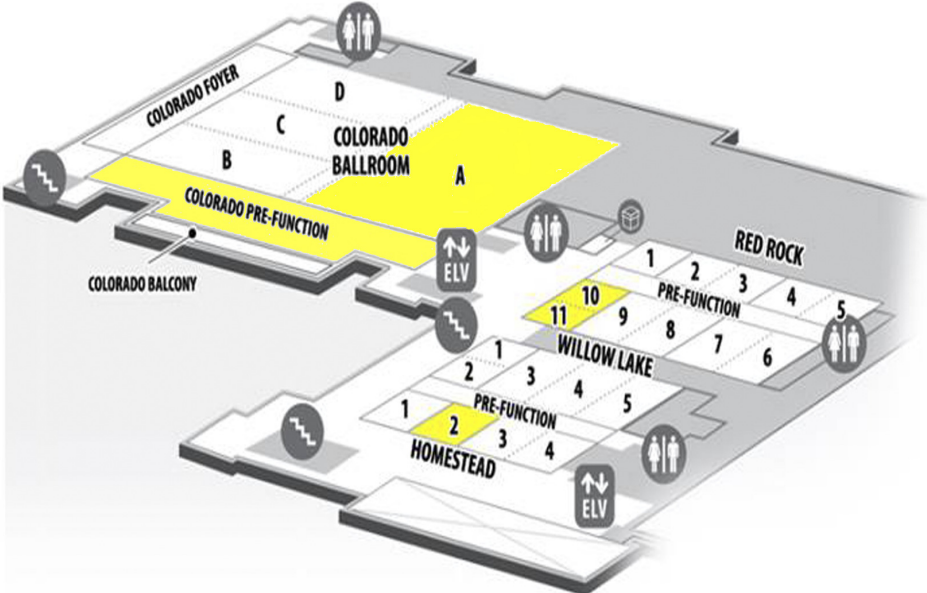 COLORADO FOYER
D
C
COLORADO
BALLROOM
B
A
COLORADO PRE-FUNCTION
COLORADO BALCONY
ELV
RED ROCK
1
2
3
4
5
PRE-FUNCTION
10
11
9
8
7
6
WILLOW LAKE
1
2
3
4
5
PRE-FUNCTION
1
2
3
4
HOMESTEAD
ELV